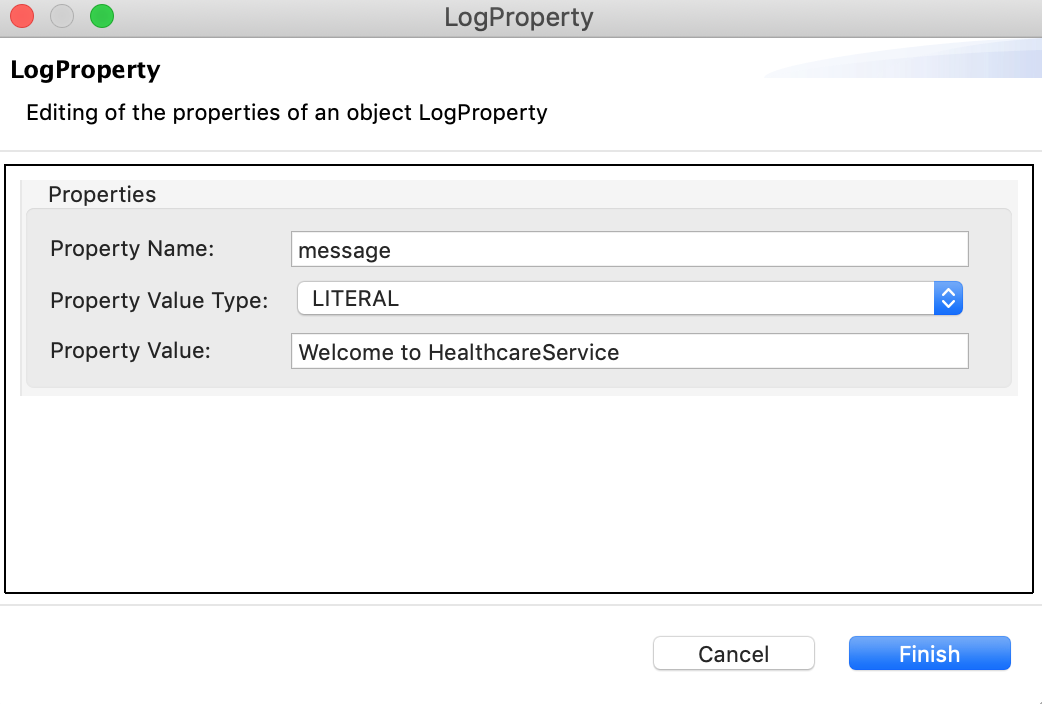 LogProperty
LogProperty
Editing of the properties of an object LogProperty
Properties
Property Name: message
Property Value Type: LITERAL
Property Value: Welcome to HealthcareService
Cancel Finish